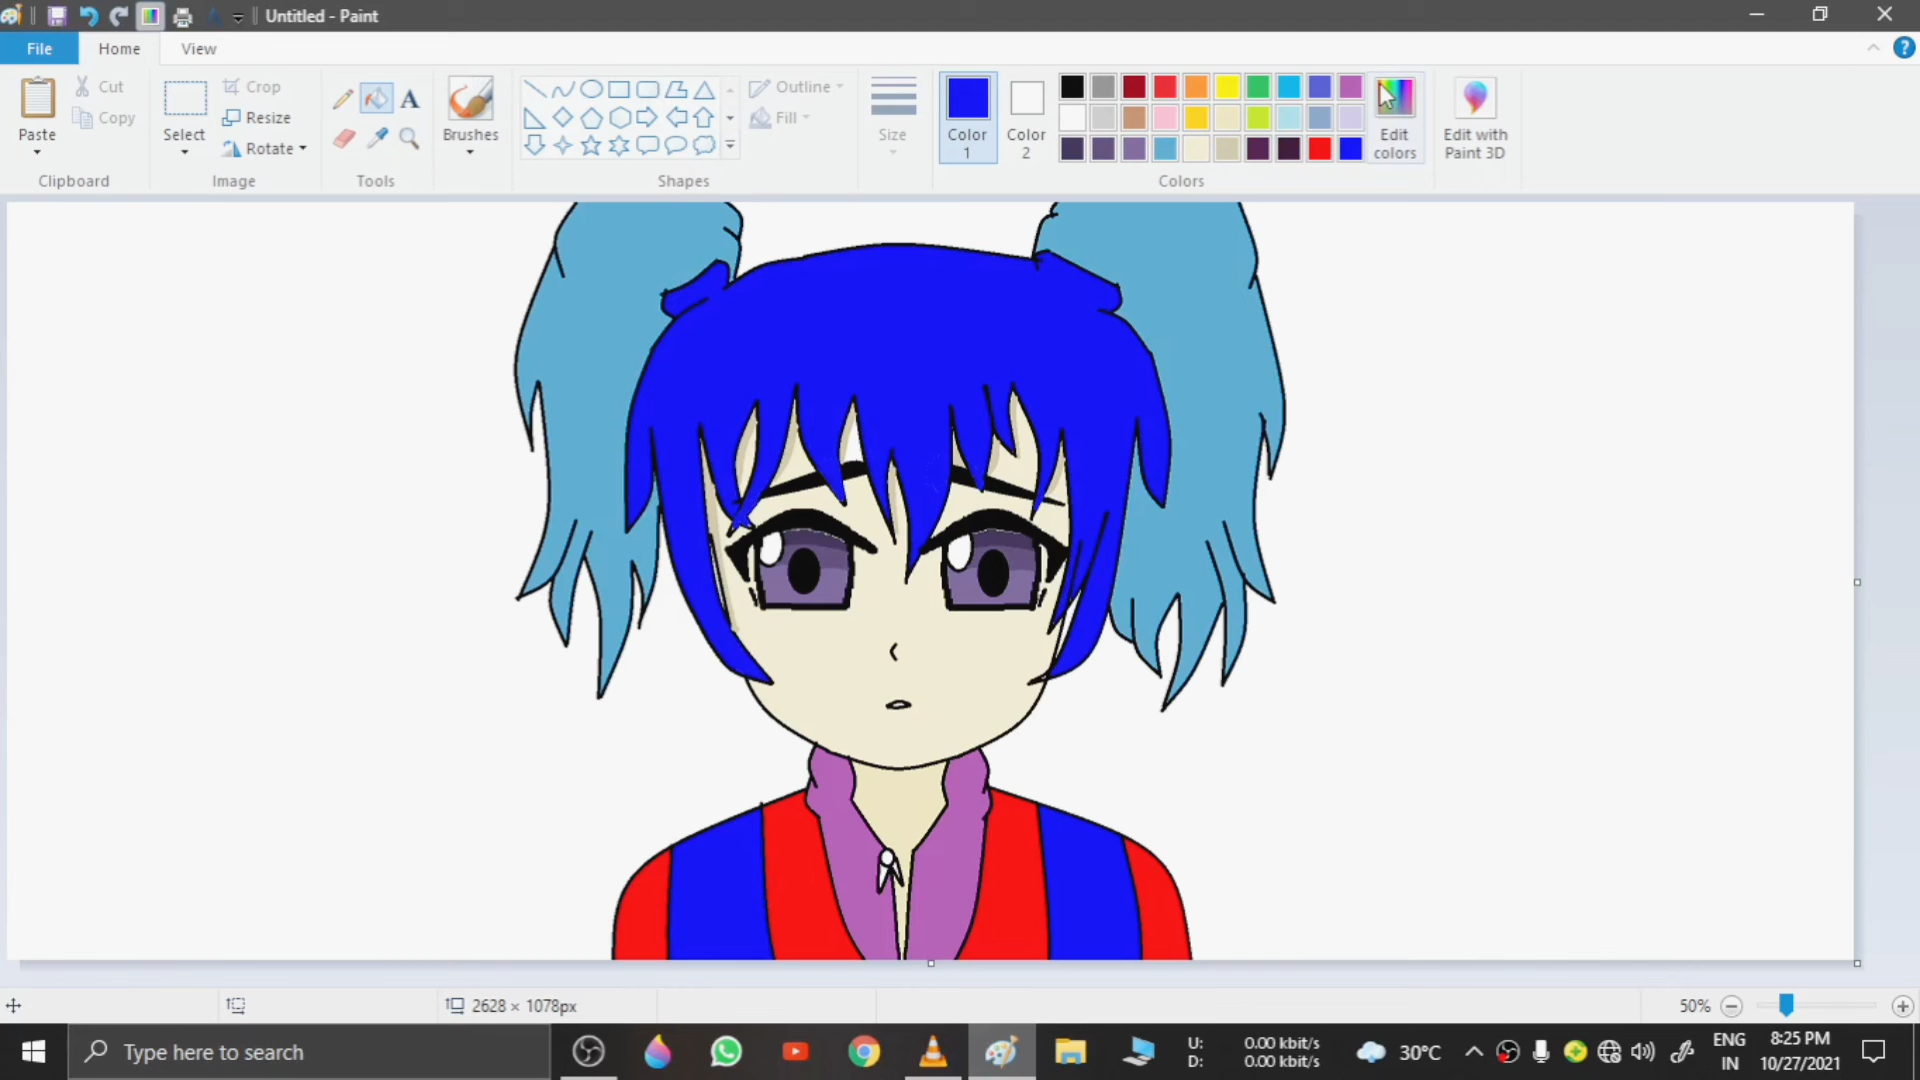 Untitled - Paint
File
Home
View
Paste
Cut
Copy
Clipboard
Select
Crop
Resize
Rotate
Image
A
Tools
Brushes
Shapes
Outline
Fill
Size
Color
1
Color
2
Edit
colors
Colors
Edit with
Paint 3D
?
2628 × 1078px
50%
Type here to search
U: 0.00 kbit/s
D: 0.00 kbit/s
30°C
ENG
IN
8:25 PM
10/27/2021